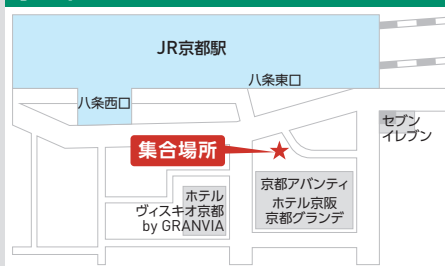 JR京都駅
八条東口
八条西口
セブン
イレブン
集合場所
京都アバンティ
ホテル京阪
京都グランデ
ホテル
ヴィスキオ京都
by GRANVIA